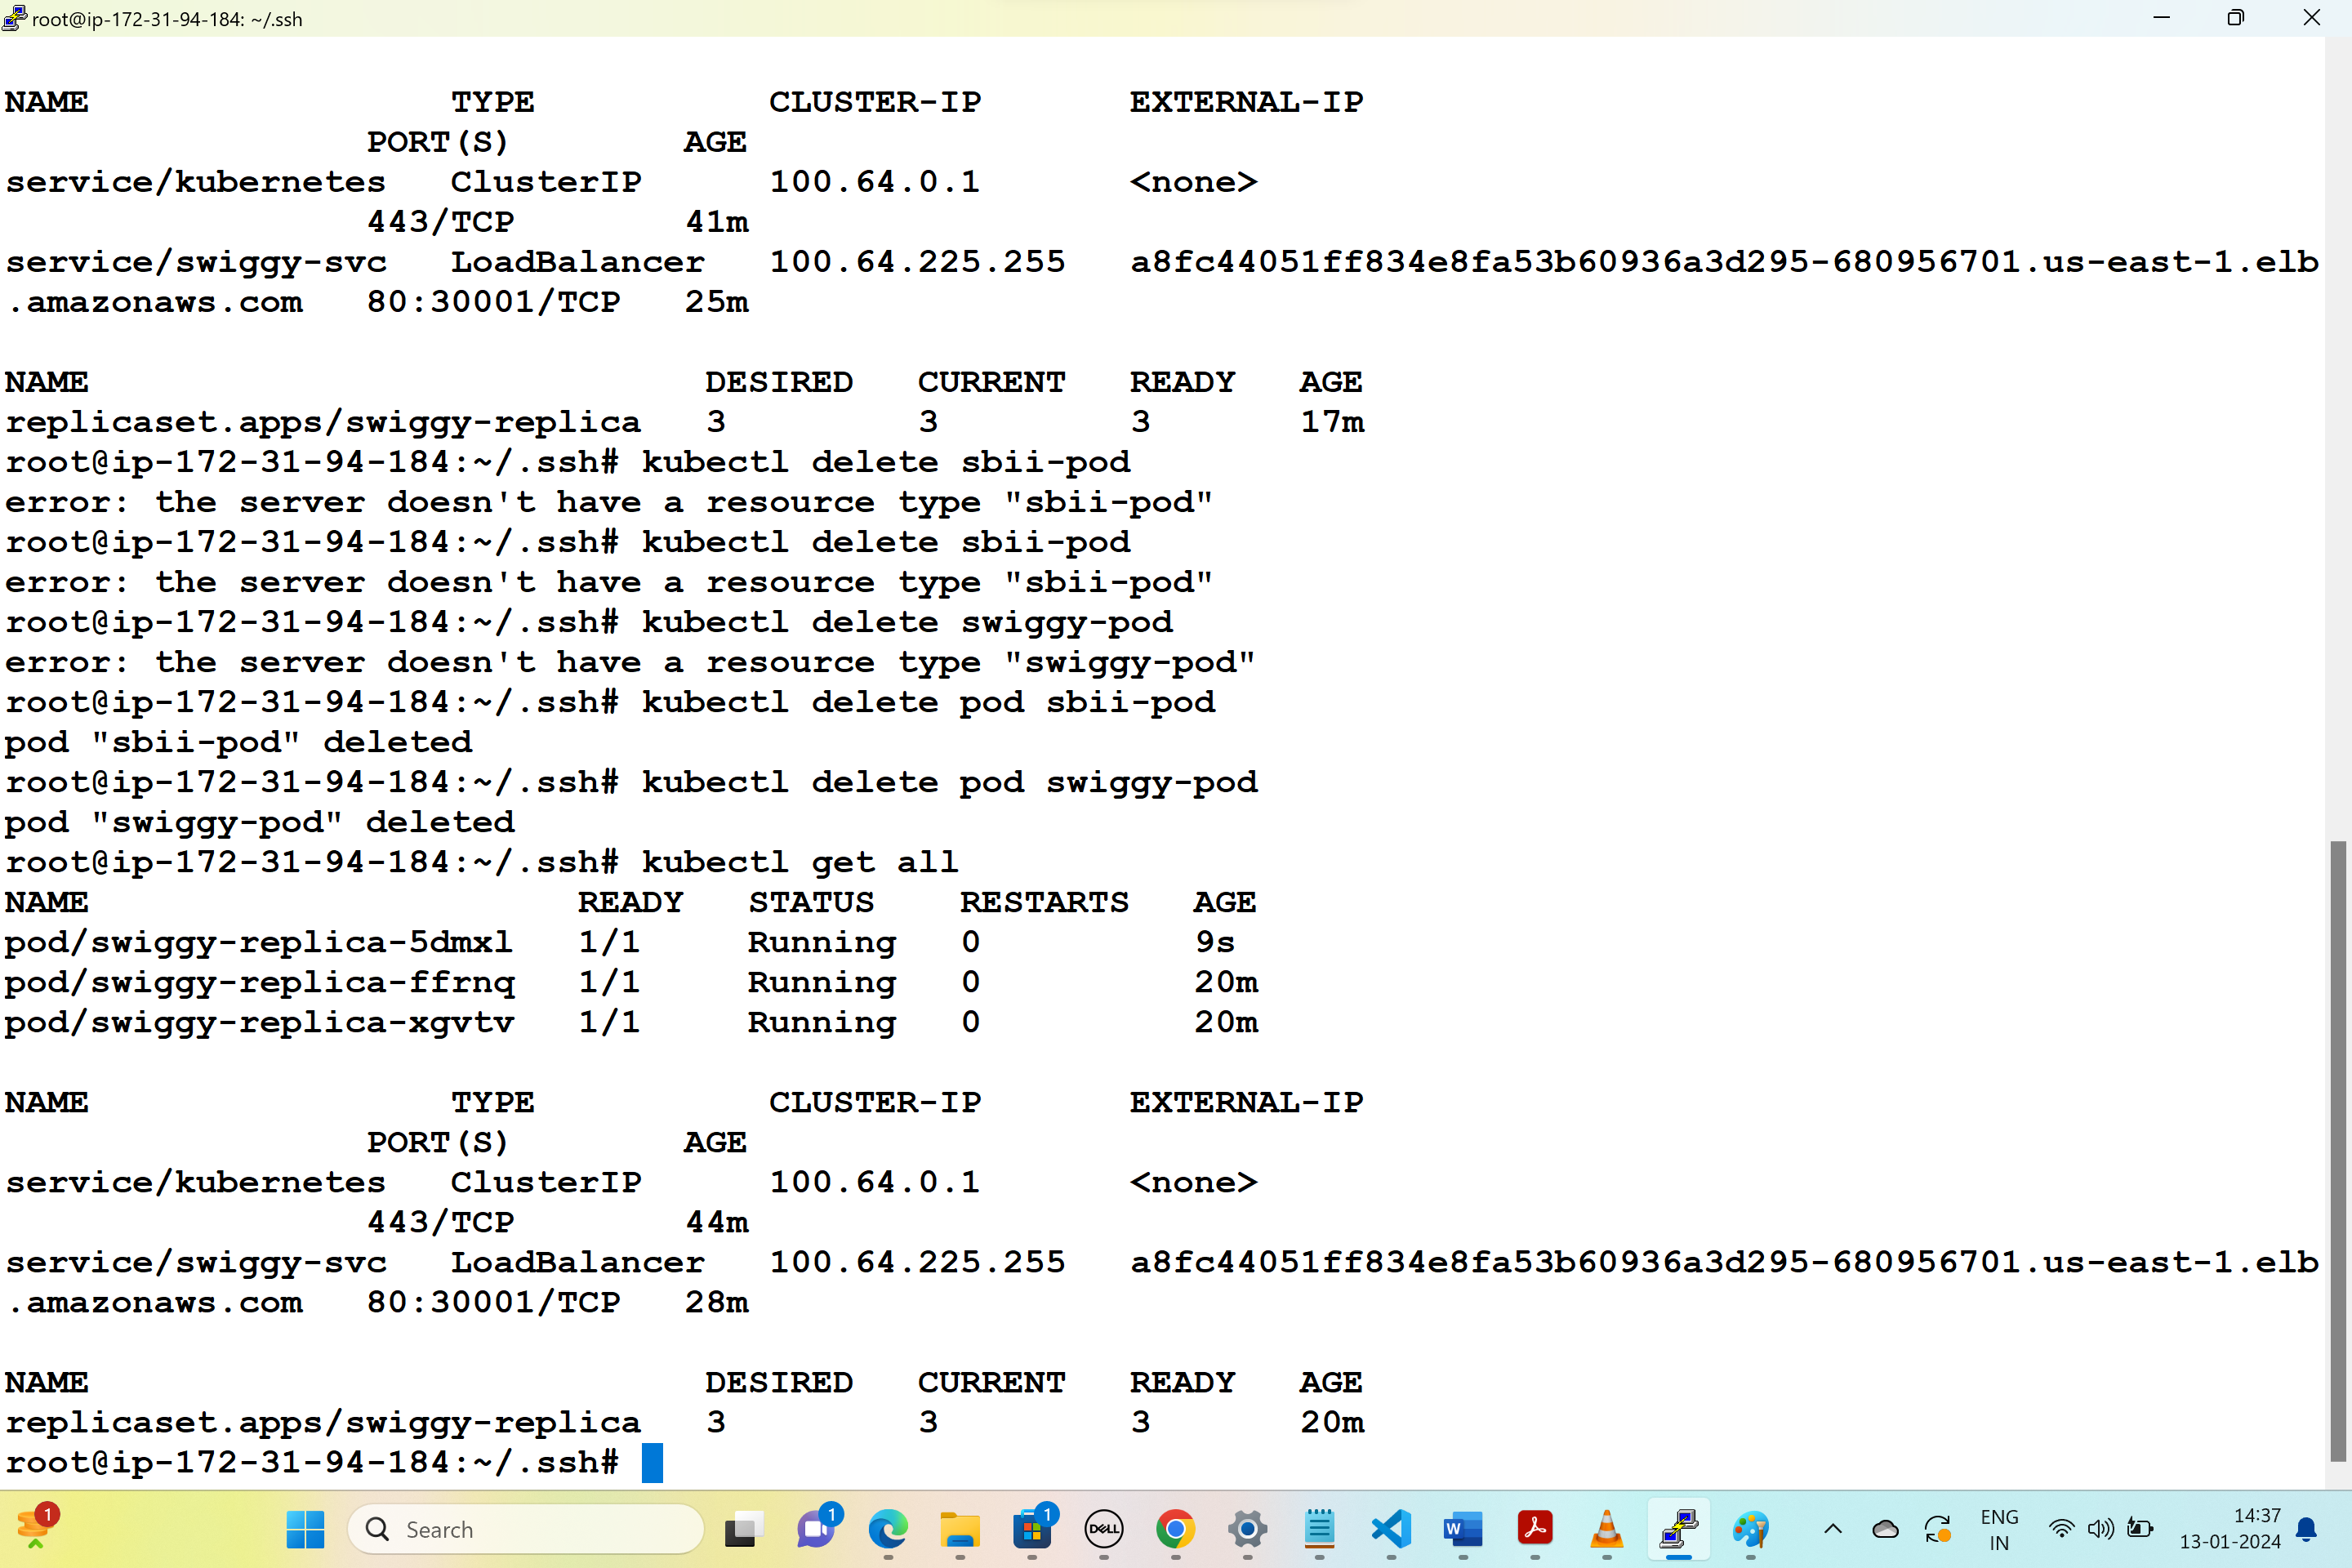 root@ip-172-31-94-184: ~/.ssh
NAME TYPE CLUSTER-IP EXTERNAL-IP
PORT(S) AGE
service/kubernetes ClusterIP 100.64.0.1 <none>
443/TCP 41m
service/swiggy-svc LoadBalancer 100.64.225.255 a8fc44051ff834e8fa53b60936a3d295-680956701.us-east-1.elb
.amazonaws.com 80:30001/TCP 25m
NAME DESIRED CURRENT READY AGE
replicaset.apps/swiggy-replica 3 3 3 17m
root@ip-172-31-94-184:~/.ssh# kubectl delete sbii-pod
error: the server doesn't have a resource type "sbii-pod"
root@ip-172-31-94-184:~/.ssh# kubectl delete sbii-pod
error: the server doesn't have a resource type "sbii-pod"
root@ip-172-31-94-184:~/.ssh# kubectl delete swiggy-pod
error: the server doesn't have a resource type "swiggy-pod"
root@ip-172-31-94-184:~/.ssh# kubectl delete pod sbii-pod
pod "sbii-pod" deleted
root@ip-172-31-94-184:~/.ssh# kubectl delete pod swiggy-pod
pod "swiggy-pod" deleted
root@ip-172-31-94-184:~/.ssh# kubectl get all
NAME READY STATUS RESTARTS AGE
pod/swiggy-replica-5dmxl 1/1 Running 0 9s
pod/swiggy-replica-ffrnq 1/1 Running 0 20m
pod/swiggy-replica-xgvtv 1/1 Running 0 20m
NAME TYPE CLUSTER-IP EXTERNAL-IP
PORT(S) AGE
service/kubernetes ClusterIP 100.64.0.1 <none>
443/TCP 44m
service/swiggy-svc LoadBalancer 100.64.225.255 a8fc44051ff834e8fa53b60936a3d295-680956701.us-east-1.elb
.amazonaws.com 80:30001/TCP 28m
NAME DESIRED CURRENT READY AGE
replicaset.apps/swiggy-replica 3 3 3 20m
root@ip-172-31-94-184:~/.ssh#
1 Search 1 1 DELL W ENG 14:37
IN 13-01-2024